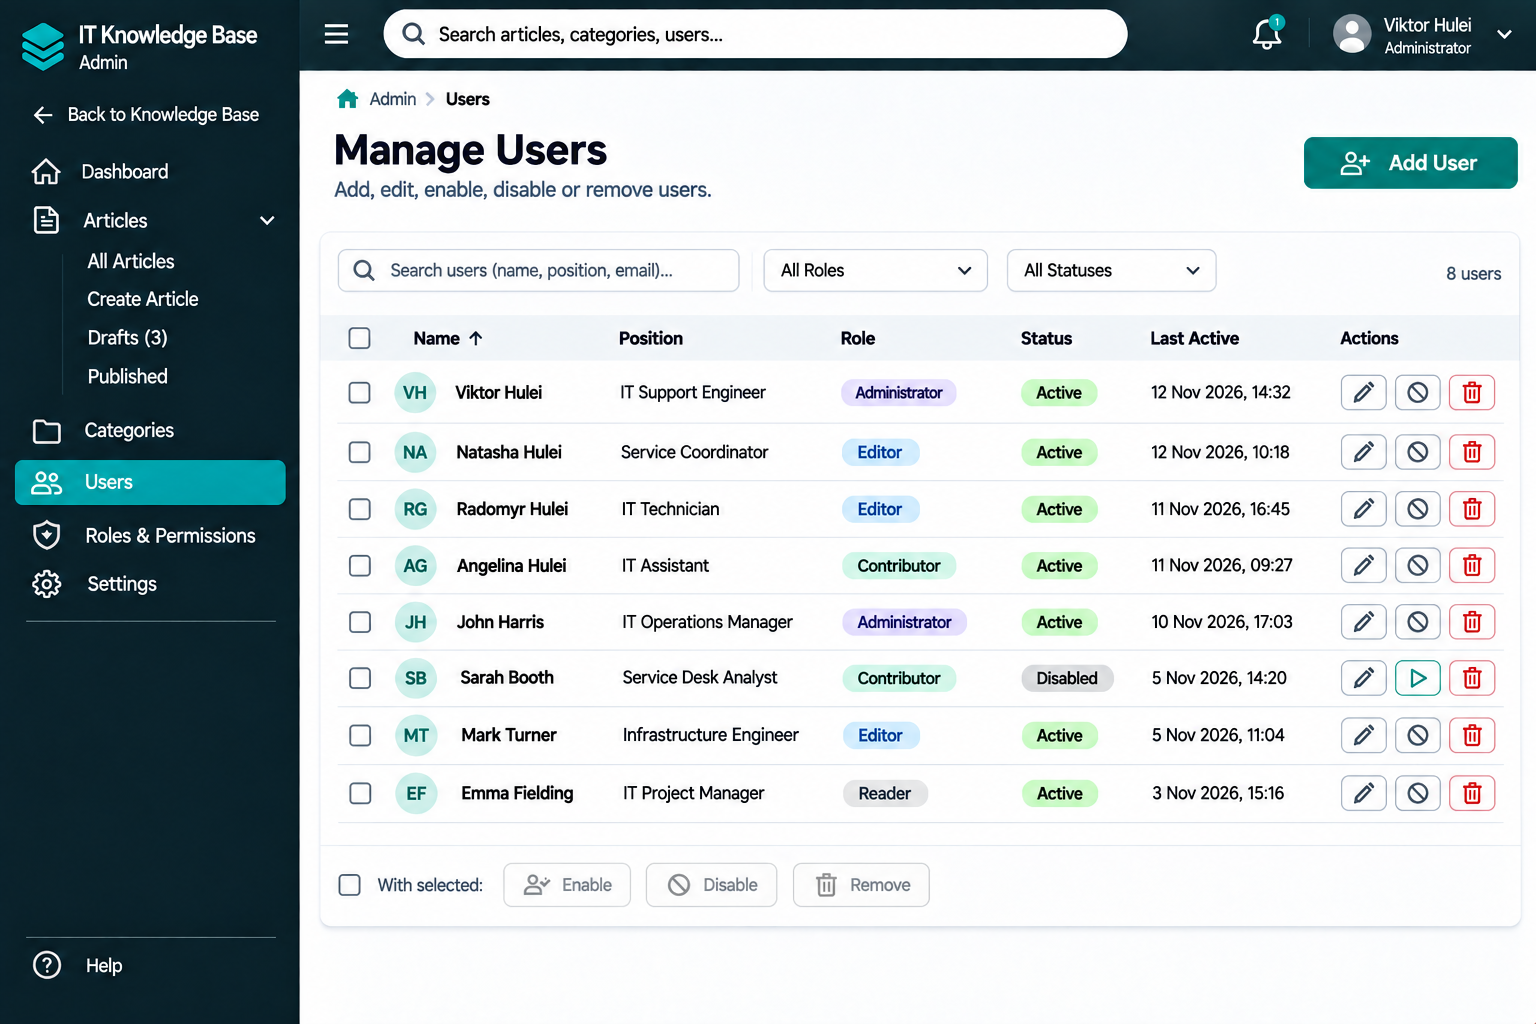 IT Knowledge Base
Admin
Back to Knowledge Base
Dashboard
Articles
All Articles
Create Article
Drafts (3)
Published
Categories
Users
Roles & Permissions
Settings
Help
Search articles, categories, users...
1
Viktor Hulei
Administrator
Admin > Users
Manage Users
Add, edit, enable, disable or remove users.
Add User
Search users (name, position, email)...
All Roles
All Statuses
8 users
Name ↑ Position Role Status Last Active Actions
VH Viktor Hulei IT Support Engineer Administrator Active 12 Nov 2026, 14:32
NA Natasha Hulei Service Coordinator Editor Active 12 Nov 2026, 10:18
RG Radomyr Hulei IT Technician Editor Active 11 Nov 2026, 16:45
AG Angelina Hulei IT Assistant Contributor Active 11 Nov 2026, 09:27
JH John Harris IT Operations Manager Administrator Active 10 Nov 2026, 17:03
SB Sarah Booth Service Desk Analyst Contributor Disabled 5 Nov 2026, 14:20
MT Mark Turner Infrastructure Engineer Editor Active 5 Nov 2026, 11:04
EF Emma Fielding IT Project Manager Reader Active 3 Nov 2026, 15:16
With selected: Enable Disable Remove